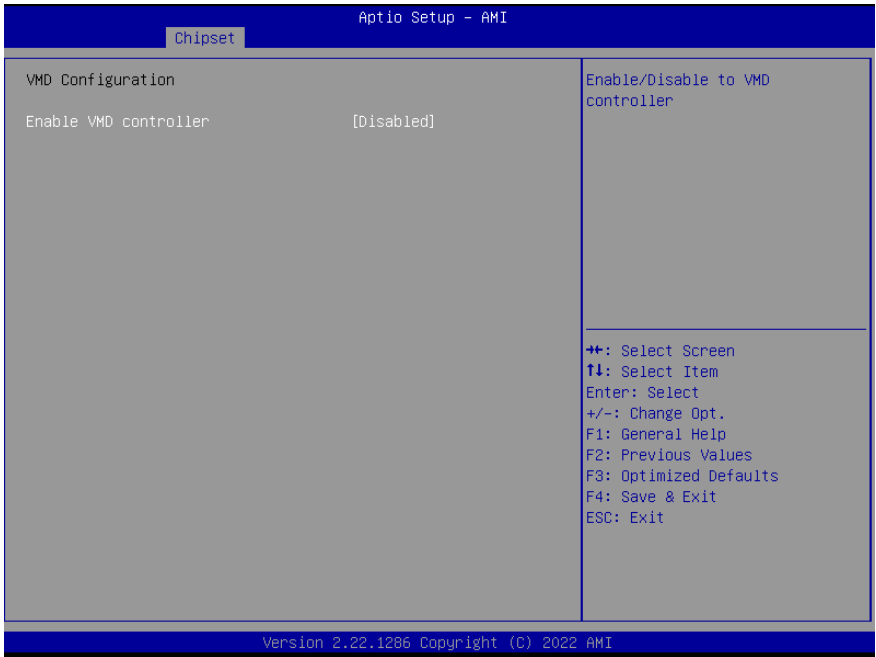 Aptio Setup – AMI
Chipset
VMD Configuration
Enable VMD controller [Disabled]
Enable/Disable to VMD
controller
→←: Select Screen
↑↓: Select Item
Enter: Select
+/-: Change Opt.
F1: General Help
F2: Previous Values
F3: Optimized Defaults
F4: Save & Exit
ESC: Exit
Version 2.22.1286 Copyright (C) 2022 AMI